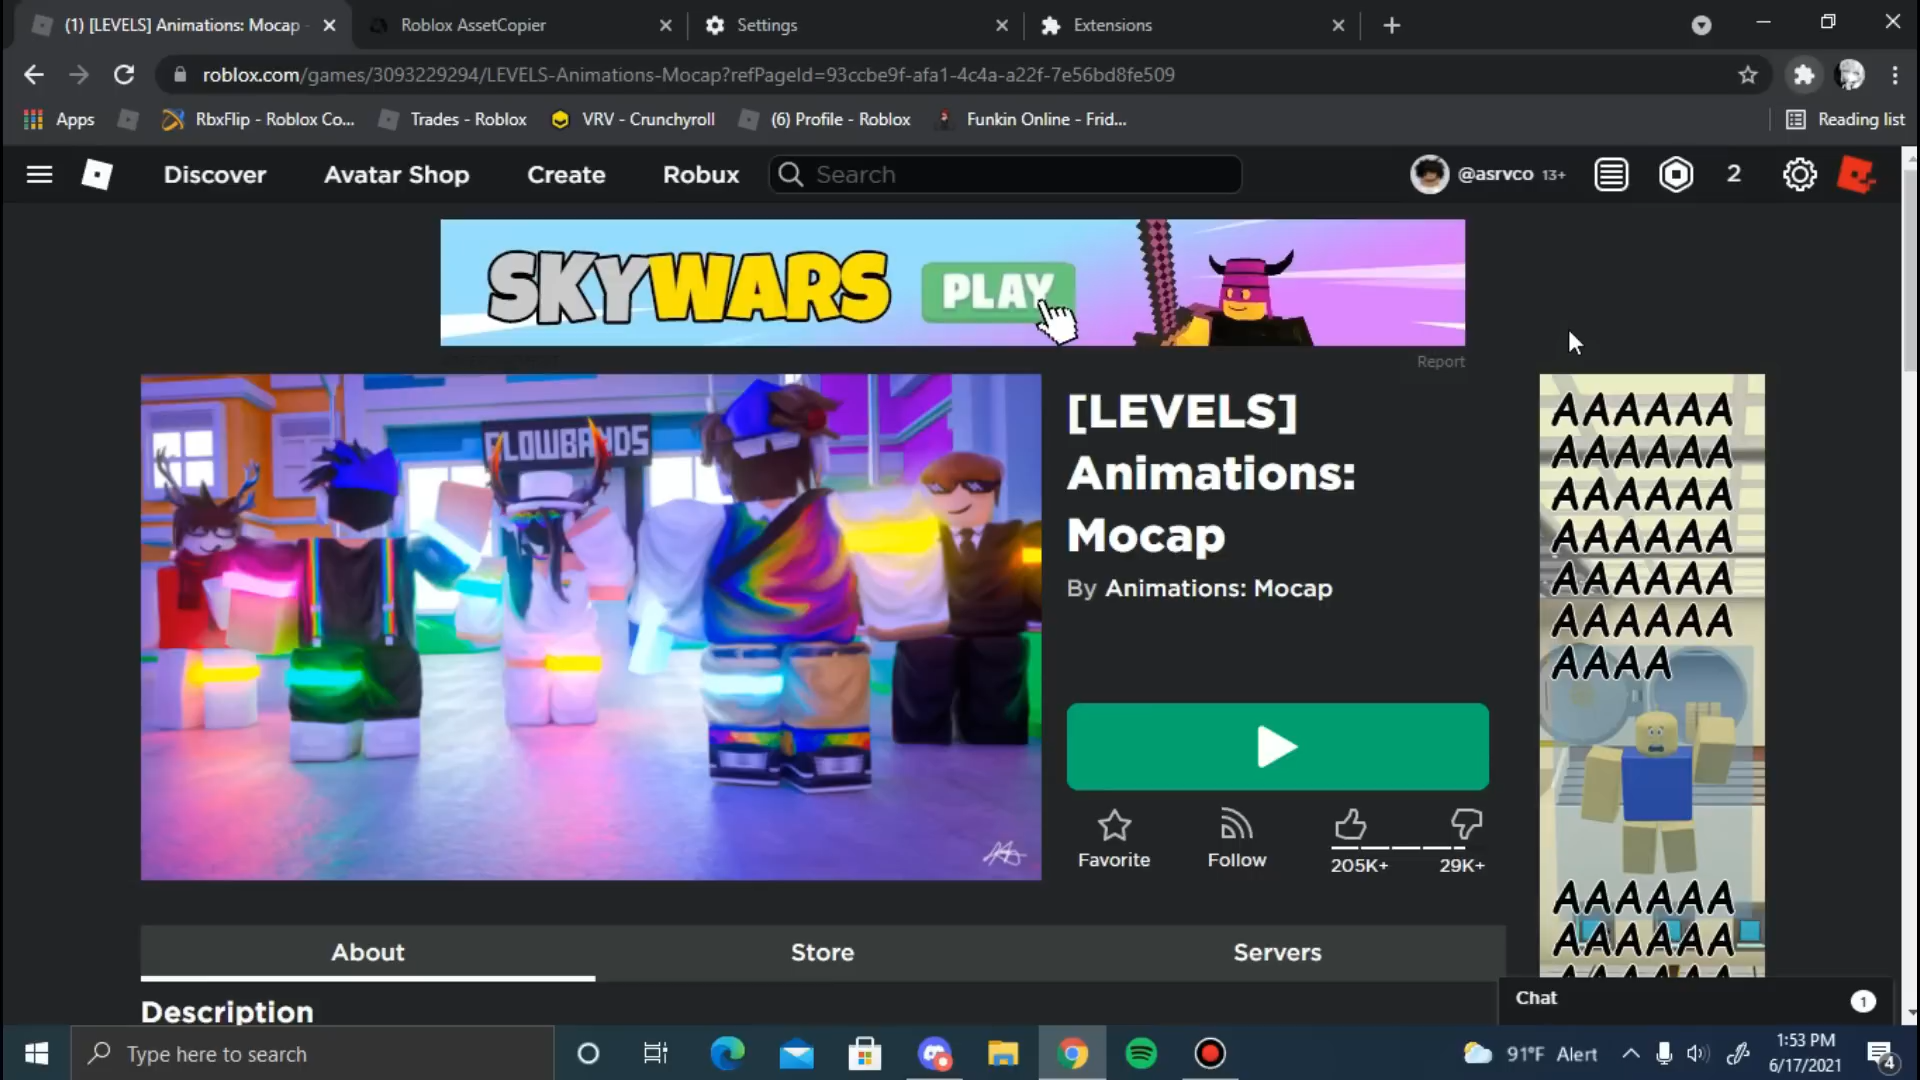 (1) [LEVELS] Animations: Mocap -
Roblox AssetCopier
Settings
Extensions
roblox.com/games/3093229294/LEVELS-Animations-Mocap?refPageId=93ccbe9f-afa1-4c4a-a22f-7e56bd8fe509
Apps
RbxFlip - Roblox Co...
Trades - Roblox
VRV - Crunchyroll
(6) Profile - Roblox
Funkin Online - Frid...
Reading list
Discover
Avatar Shop
Create
Robux
Search
@asrvco 13+
2
SKYWARS
PLAY
Report
GLOWBANDS
[LEVELS]
Animations:
Mocap
By Animations: Mocap
Favorite
Follow
205K+
29K+
AAAAAA
AAAAAA
AAAAAA
AAAAAA
AAAAAA
AAAAAA
AAAA
AAAAAA
AAAAAA
About
Store
Servers
Description
Chat
1
Type here to search
91°F Alert
1:53 PM
6/17/2021
4